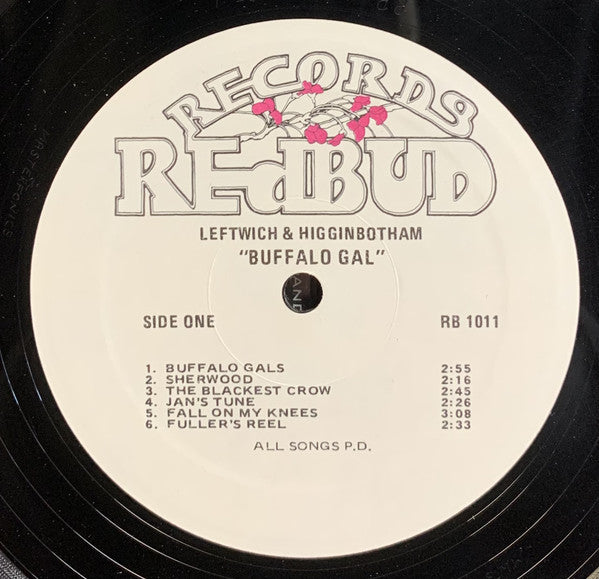 RECORDS
REdBUD
LEFTWICH & HIGGINBOTHAM
"BUFFALO GAL"
AND
SIDE ONE RB 1011
1. BUFFALO GALS 2:55
2. SHERWOOD 2:16
3. THE BLACKEST CROW 2:45
4. JAN'S TUNE 2:26
5. FALL ON MY KNEES 3:08
6. FULLER'S REEL 2:33
ALL SONGS P.D.